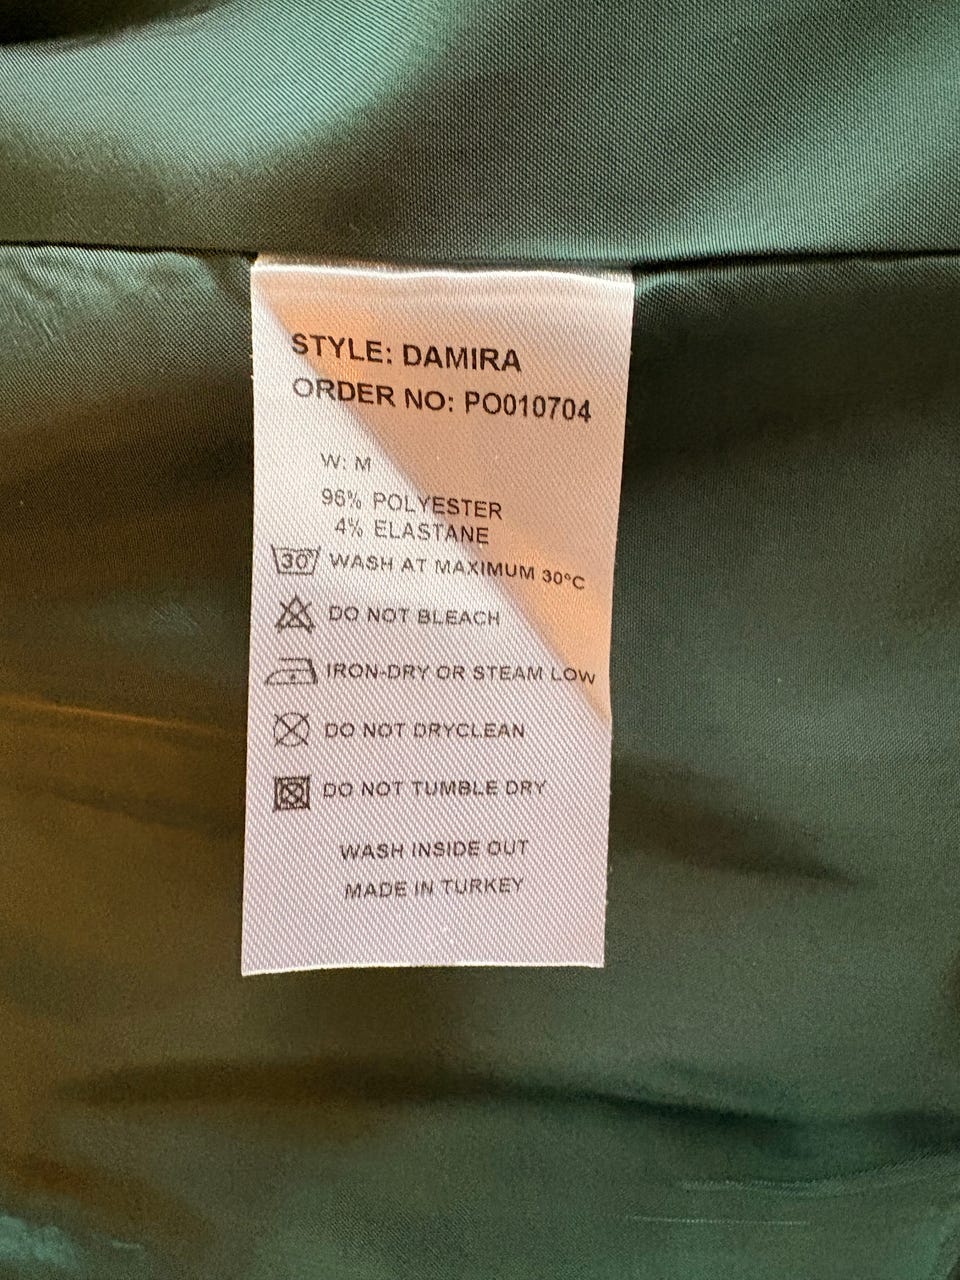 STYLE: DAMIRA
ORDER NO: PO010704
W: M
96% POLYESTER
4% ELASTANE
30° WASH AT MAXIMUM 30°C
DO NOT BLEACH
IRON-DRY OR STEAM LOW
DO NOT DRYCLEAN
DO NOT TUMBLE DRY
WASH INSIDE OUT
MADE IN TURKEY